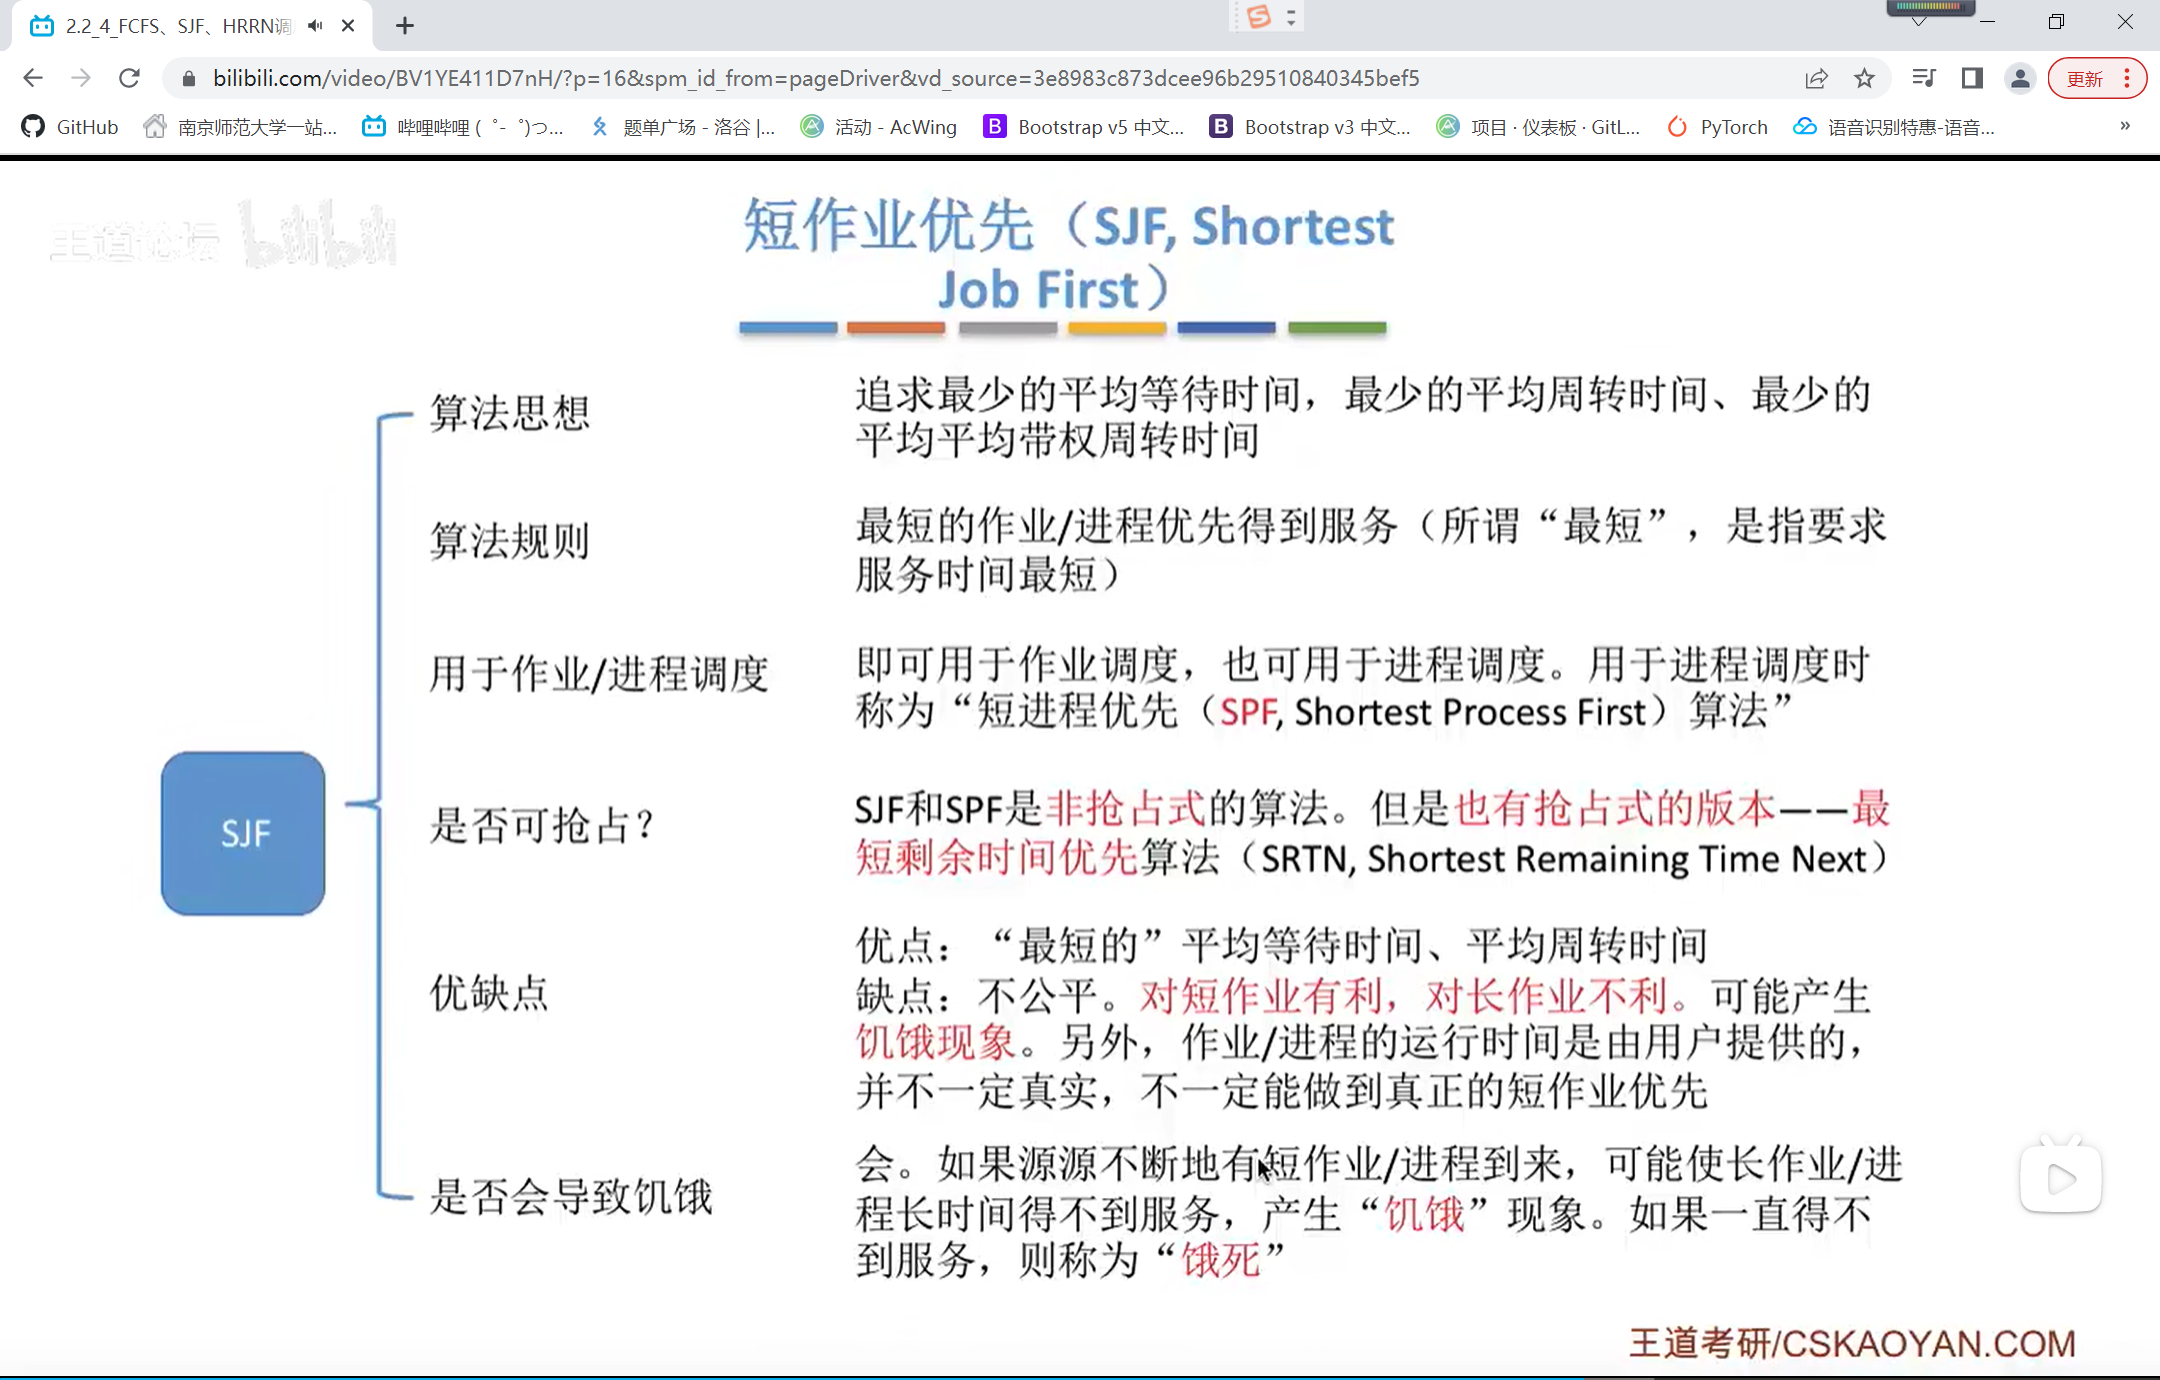 2.2_4_FCFS、SJF、HRRN调
更新
bilibili.com/video/BV1YE411D7nH/?p=16&spm_id_from=pageDriver&vd_source=3e8983c873dcee96b29510840345bef5
GitHub
南京师范大学一站...
哔哩哔哩 (゜-゜)つ...
题单广场 - 洛谷 |...
活动 - AcWing
Bootstrap v5 中文...
Bootstrap v3 中文...
项目 · 仪表板 · GitL...
PyTorch
语音识别特惠-语音...
»
王道论坛 bilibili
短作业优先（SJF, Shortest
Job First）
SJF
算法思想
追求最少的平均等待时间，最少的平均周转时间、最少的
平均平均带权周转时间
算法规则
最短的作业/进程优先得到服务（所谓“最短”，是指要求
服务时间最短）
用于作业/进程调度
即可用于作业调度，也可用于进程调度。用于进程调度时
称为“短进程优先（SPF, Shortest Process First）算法”
是否可抢占？
SJF和SPF是非抢占式的算法。但是也有抢占式的版本——最
短剩余时间优先算法（SRTN, Shortest Remaining Time Next）
优缺点
优点：“最短的”平均等待时间、平均周转时间
缺点：不公平。对短作业有利，对长作业不利。可能产生
饥饿现象。另外，作业/进程的运行时间是由用户提供的，
并不一定真实，不一定能做到真正的短作业优先
是否会导致饥饿
会。如果源源不断地有短作业/进程到来，可能使长作业/进
程长时间得不到服务，产生“饥饿”现象。如果一直得不
到服务，则称为“饿死”
王道考研/CSKAOYAN.COM